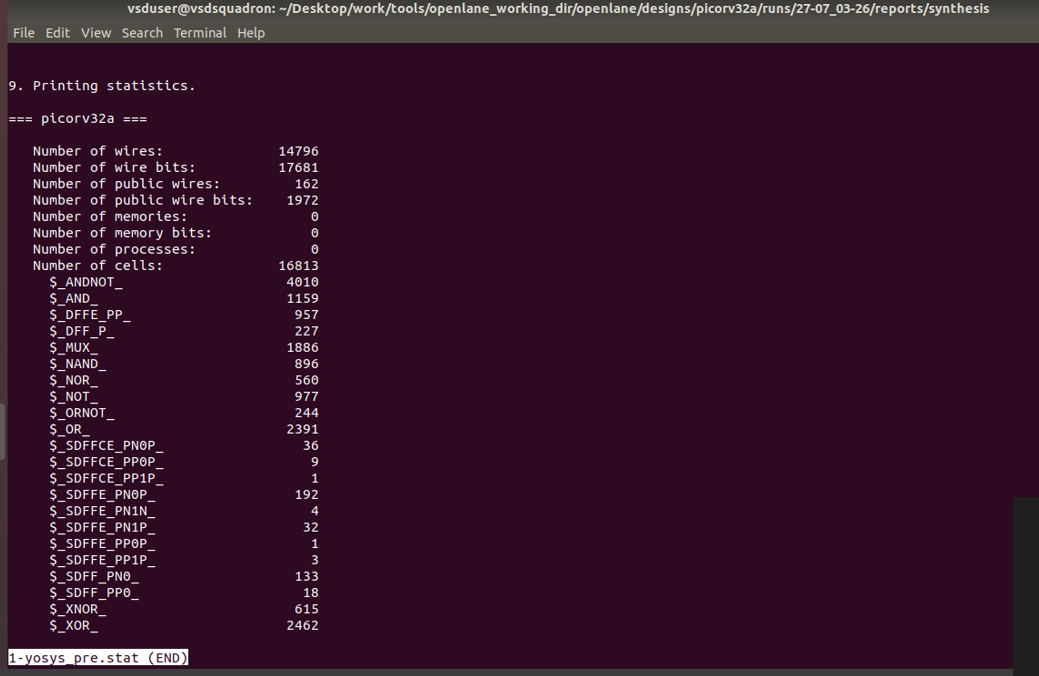 vsduser@vsdsquadron: ~/Desktop/work/tools/openlane_working_dir/openlane/designs/picorv32a/runs/27-07_03-26/reports/synthesis
File Edit View Search Terminal Help
9. Printing statistics.
=== picorv32a ===
Number of wires: 14796
Number of wire bits: 17681
Number of public wires: 162
Number of public wire bits: 1972
Number of memories: 0
Number of memory bits: 0
Number of processes: 0
Number of cells: 16813
$_ANDNOT_ 4010
$_AND_ 1159
$_DFFE_PP_ 957
$_DFF_P_ 227
$_MUX_ 1886
$_NAND_ 896
$_NOR_ 560
$_NOT_ 977
$_ORNOT_ 244
$_OR_ 2391
$_SDFFCE_PN0P_ 36
$_SDFFCE_PP0P_ 9
$_SDFFCE_PP1P_ 1
$_SDFFE_PN0P_ 192
$_SDFFE_PN1N_ 4
$_SDFFE_PN1P_ 32
$_SDFFE_PP0P_ 1
$_SDFFE_PP1P_ 3
$_SDFF_PN0_ 133
$_SDFF_PP0_ 18
$_XNOR_ 615
$_XOR_ 2462
1-yosys_pre.stat (END)